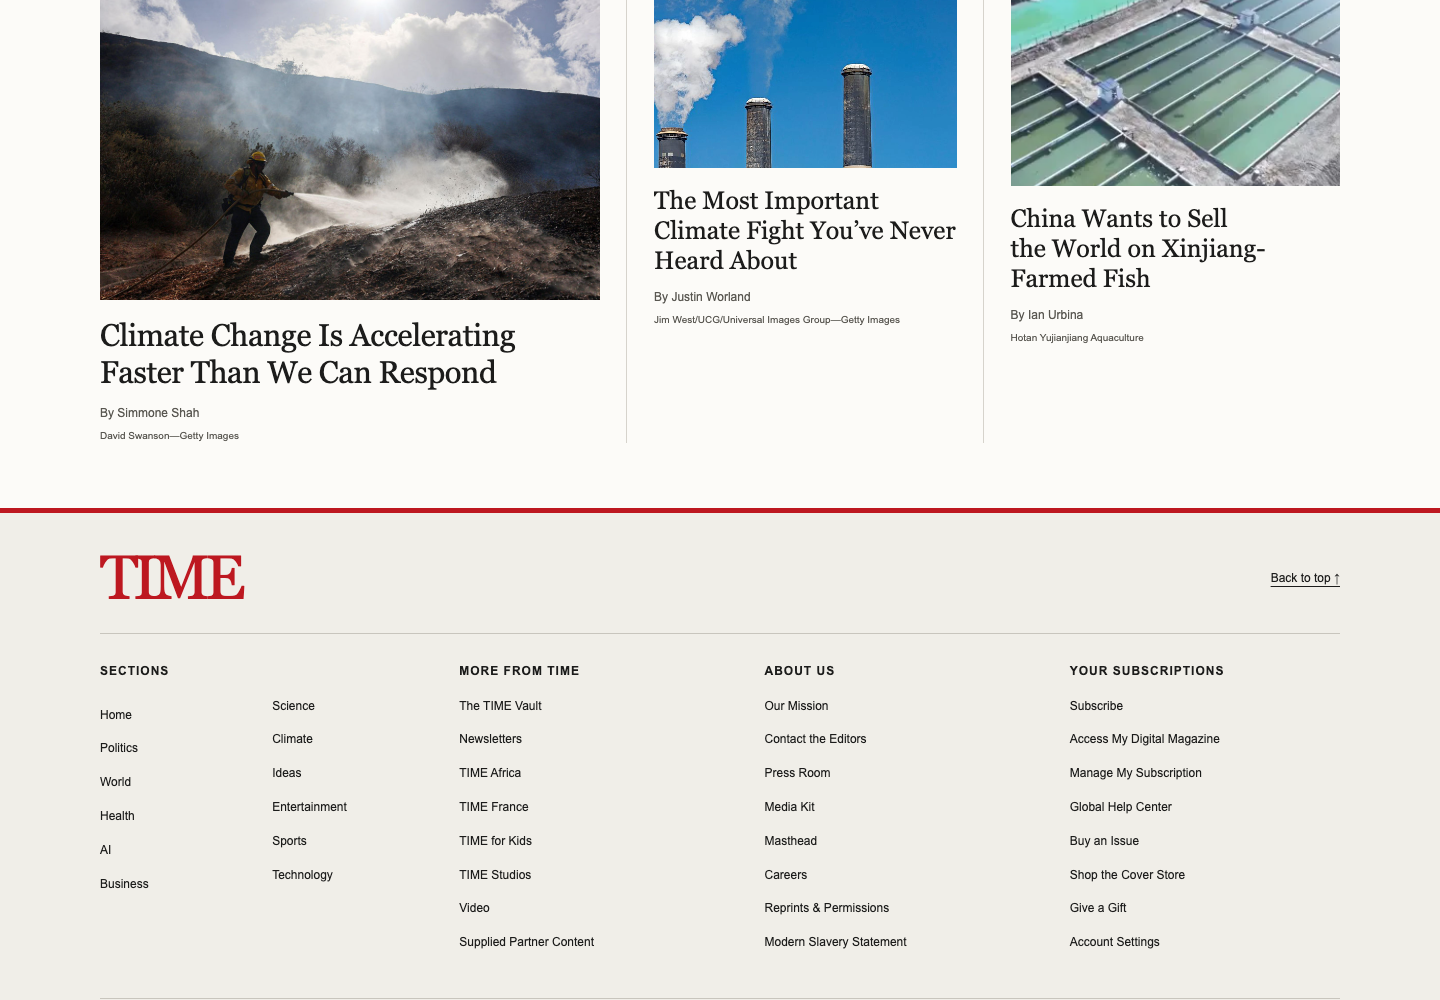 Climate Change Is Accelerating
Faster Than We Can Respond
By Simmone Shah
David Swanson—Getty Images
The Most Important
Climate Fight You’ve Never
Heard About
By Justin Worland
Jim West/UCG/Universal Images Group—Getty Images
China Wants to Sell
the World on Xinjiang-
Farmed Fish
By Ian Urbina
Hotan Yujianjiang Aquaculture
TIME
Back to top ↑
SECTIONS
Home
Politics
World
Health
AI
Business
Science
Climate
Ideas
Entertainment
Sports
Technology
MORE FROM TIME
The TIME Vault
Newsletters
TIME Africa
TIME France
TIME for Kids
TIME Studios
Video
Supplied Partner Content
ABOUT US
Our Mission
Contact the Editors
Press Room
Media Kit
Masthead
Careers
Reprints & Permissions
Modern Slavery Statement
YOUR SUBSCRIPTIONS
Subscribe
Access My Digital Magazine
Manage My Subscription
Global Help Center
Buy an Issue
Shop the Cover Store
Give a Gift
Account Settings